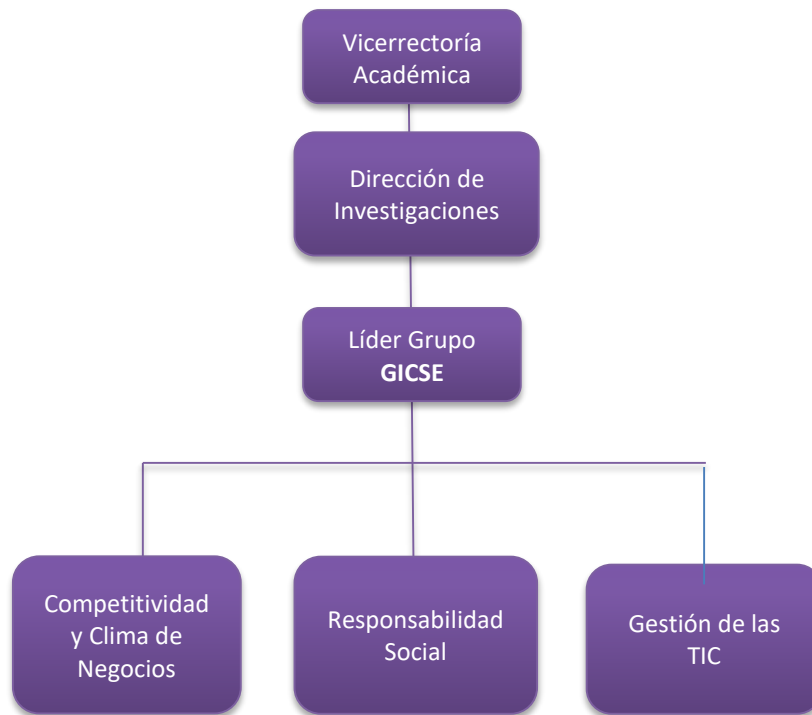 Vicerrectoría
Académica
Dirección de
Investigaciones
Líder Grupo
GICSE
Competitividad
y Clima de
Negocios
Responsabilidad
Social
Gestión de las
TIC